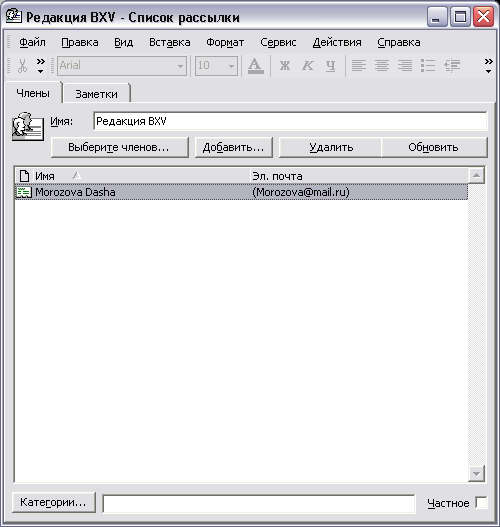 Редакция BXV - Список рассылки
Файл Правка Вид Вставка Формат Сервис Действия Справка
Arial 10 A Ж К Ч
Члены Заметки
Имя: Редакция BXV
Выберите членов... Добавить... Удалить Обновить
Имя Эл. почта
Morozova Dasha (Morozova@mail.ru)
Категории... Частное